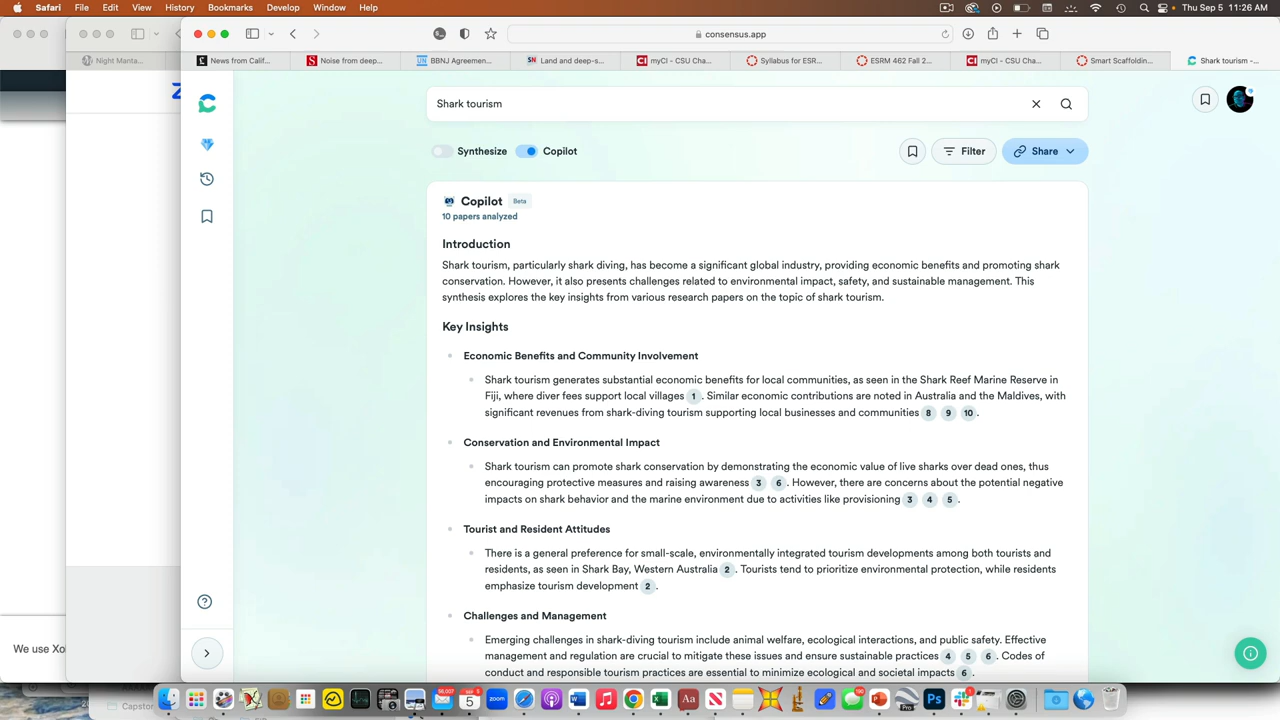 Safari File Edit View History Bookmarks Develop Window Help
Thu Sep 5 11:26 AM
consensus.app
Night Manta...
News from Calif...
Noise from deep...
BBNJ Agreemen...
Land and deep-s...
myCI - CSU Cha...
Syllabus for ESR...
ESRM 462 Fall 2...
myCI - CSU Cha...
Smart Scaffoldin...
Shark tourism -...
Shark tourism
Synthesize
Copilot
Filter
Share
Copilot Beta
10 papers analyzed
Introduction
Shark tourism, particularly shark diving, has become a significant global industry, providing economic benefits and promoting shark
conservation. However, it also presents challenges related to environmental impact, safety, and sustainable management. This
synthesis explores the key insights from various research papers on the topic of shark tourism.
Key Insights
Economic Benefits and Community Involvement
Shark tourism generates substantial economic benefits for local communities, as seen in the Shark Reef Marine Reserve in
Fiji, where diver fees support local villages 1 . Similar economic contributions are noted in Australia and the Maldives, with
significant revenues from shark-diving tourism supporting local businesses and communities 8 9 10 .
Conservation and Environmental Impact
Shark tourism can promote shark conservation by demonstrating the economic value of live sharks over dead ones, thus
encouraging protective measures and raising awareness 3 6 . However, there are concerns about the potential negative
impacts on shark behavior and the marine environment due to activities like provisioning 3 4 5 .
Tourist and Resident Attitudes
There is a general preference for small-scale, environmentally integrated tourism developments among both tourists and
residents, as seen in Shark Bay, Western Australia 2 . Tourists tend to prioritize environmental protection, while residents
emphasize tourism development 2 .
Challenges and Management
Emerging challenges in shark-diving tourism include animal welfare, ecological interactions, and public safety. Effective
management and regulation are crucial to mitigate these issues and ensure sustainable practices 4 5 6 . Codes of
conduct and responsible tourism practices are essential to minimize ecological and societal impacts 6 .
We use Xo
Capstor
zoom
Pro